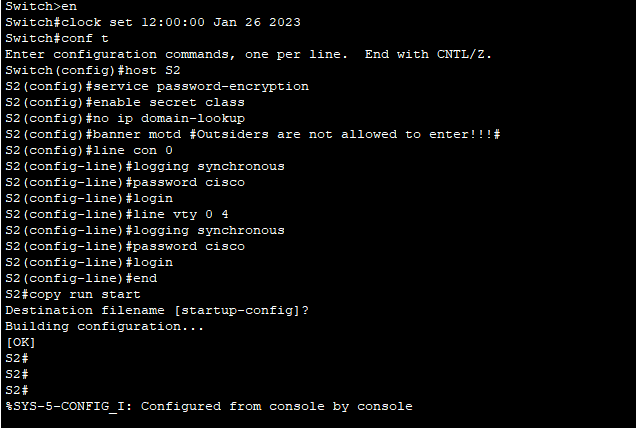 Switch>en
Switch#clock set 12:00:00 Jan 26 2023
Switch#conf t
Enter configuration commands, one per line.  End with CNTL/Z.
Switch(config)#host S2
S2(config)#service password-encryption
S2(config)#enable secret class
S2(config)#no ip domain-lookup
S2(config)#banner motd #Outsiders are not allowed to enter!!!#
S2(config)#line con 0
S2(config-line)#logging synchronous
S2(config-line)#password cisco
S2(config-line)#login
S2(config-line)#line vty 0 4
S2(config-line)#logging synchronous
S2(config-line)#password cisco
S2(config-line)#login
S2(config-line)#end
S2#copy run start
Destination filename [startup-config]?
Building configuration...
[OK]
S2#
S2#
S2#
%SYS-5-CONFIG_I: Configured from console by console